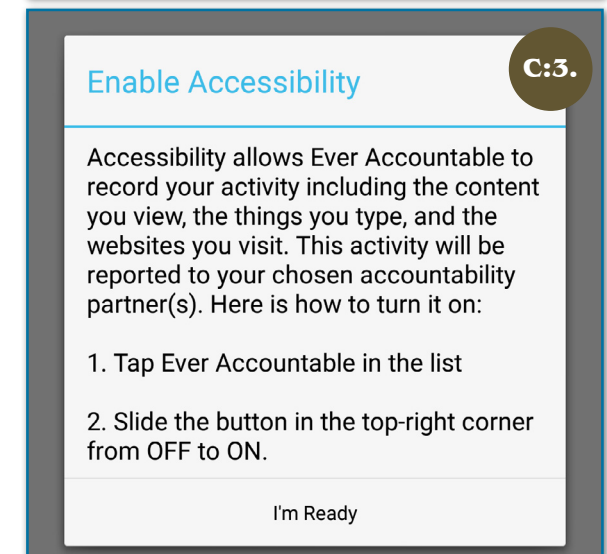 C:3.
Enable Accessibility
Accessibility allows Ever Accountable to
record your activity including the content
you view, the things you type, and the
websites you visit. This activity will be
reported to your chosen accountability
partner(s). Here is how to turn it on:
1. Tap Ever Accountable in the list
2. Slide the button in the top-right corner
from OFF to ON.
I'm Ready